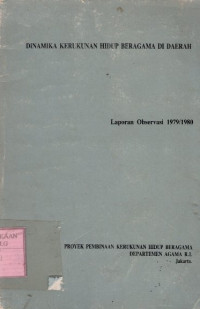 DINAMIKA KERUKUNAN HIDUP BERAGAMA DI DAERAH
Laporan Observasi 1979/1980
PROYEK PEMBINAAN KERUKUNAN HIDUP BERAGAMA
DEPARTEMEN AGAMA R.I.
Jakarta.